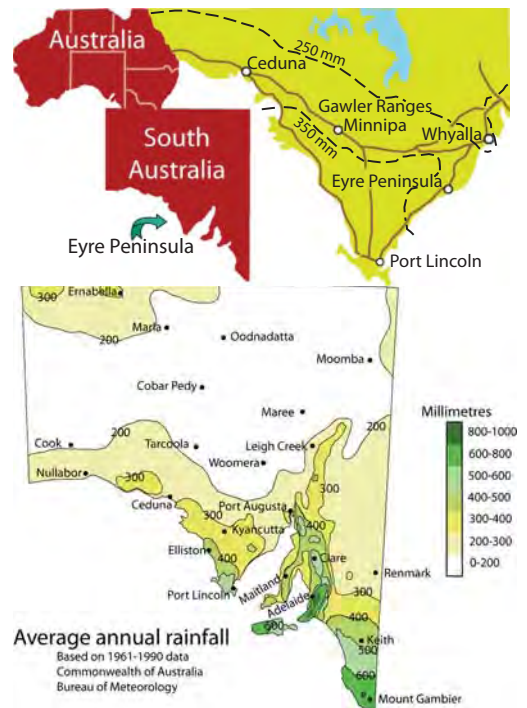 Australia
South
Australia
Eyre Peninsula
250 mm
Ceduna
Gawler Ranges
Minnipa
350 mm
Whyalla
Eyre Peninsula
Port Lincoln
300
Ernabella
200
Marla
Oodnadatta
Moomba
Cobar Pedy
Maree
200
200
Cook
Tarcoola
Leigh Creek
Woomera
Nullabor
300
300
Ceduna
300
Port Augusta
Kyancutta
400
Elliston
400
Clare
Port Lincoln
Maitland
Renmark
Adelaide
300
400
600
Keith
500
600
Mount Gambier
Millimetres
800-1000
600-800
500-600
400-500
300-400
200-300
0-200
Average annual rainfall
Based on 1961-1990 data
Commonwealth of Australia
Bureau of Meteorology